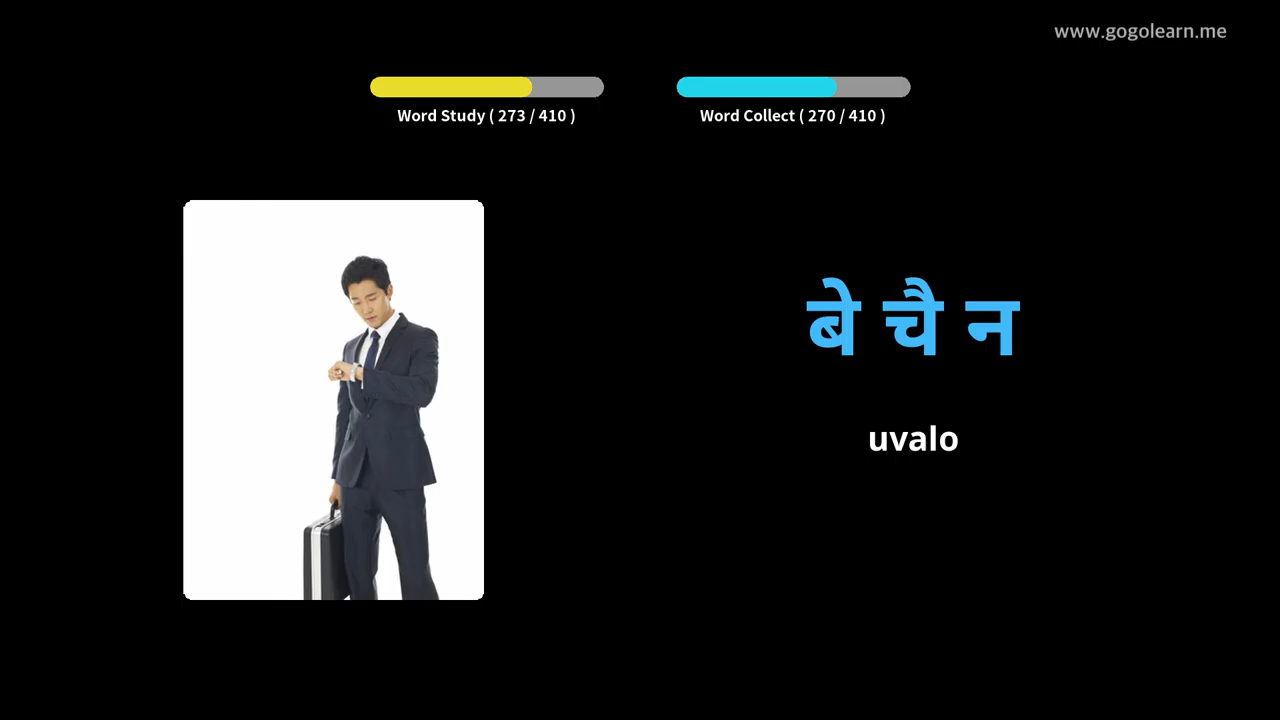 www.gogolearn.me
Word Study ( 273 / 410 )
Word Collect ( 270 / 410 )
बे चै न
uvalo